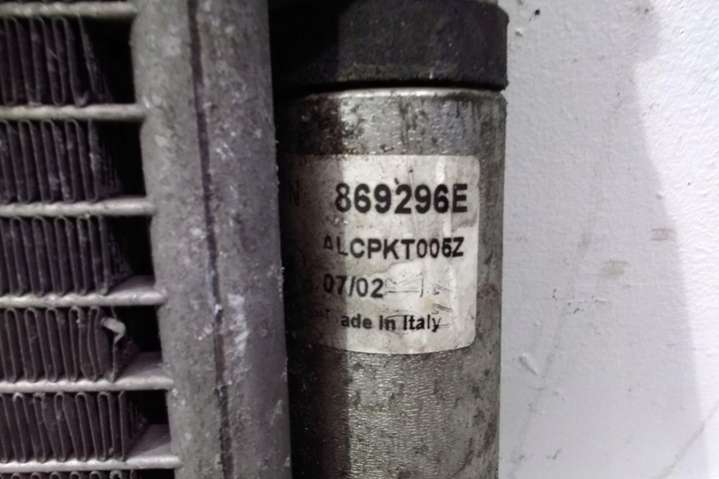 N 869296E
ALCPKT005Z
07/02
ade In Italy